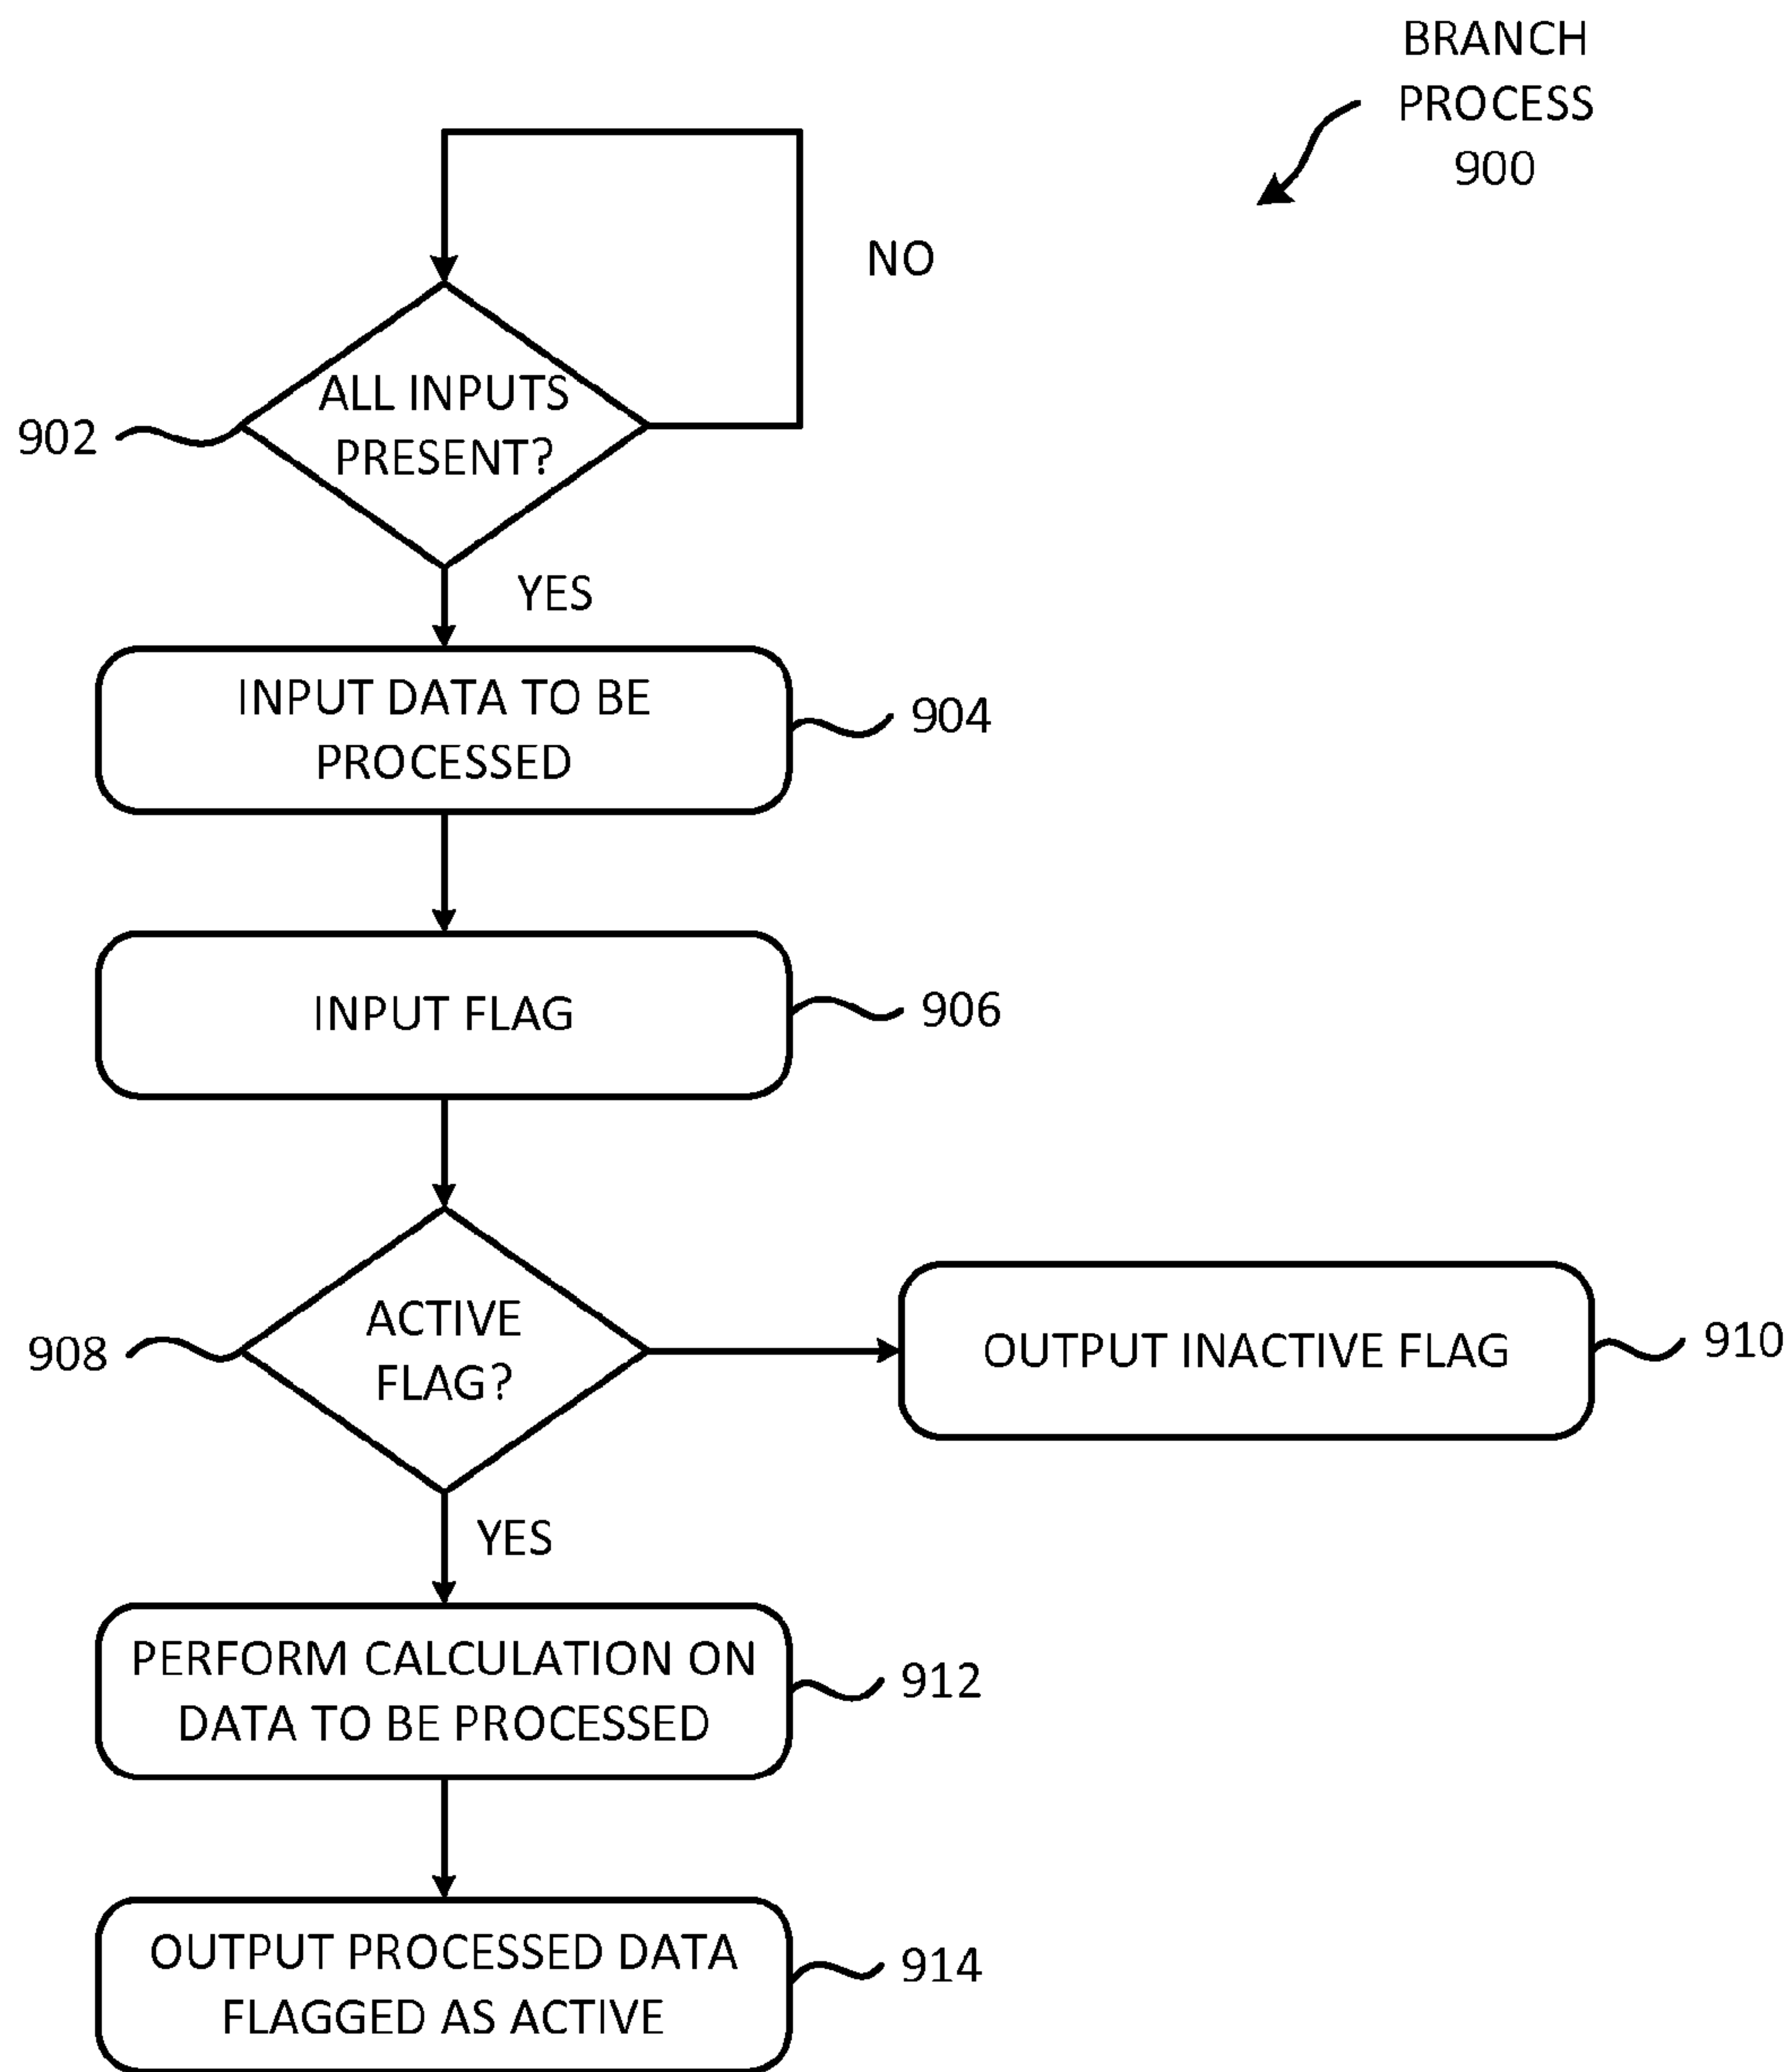 BRANCH
PROCESS
900
NO
ALL INPUTS
PRESENT?
902
YES
INPUT DATA TO BE
PROCESSED
904
INPUT FLAG
906
ACTIVE
FLAG?
908
OUTPUT INACTIVE FLAG
910
YES
PERFORM CALCULATION ON
DATA TO BE PROCESSED
912
OUTPUT PROCESSED DATA
FLAGGED AS ACTIVE
914